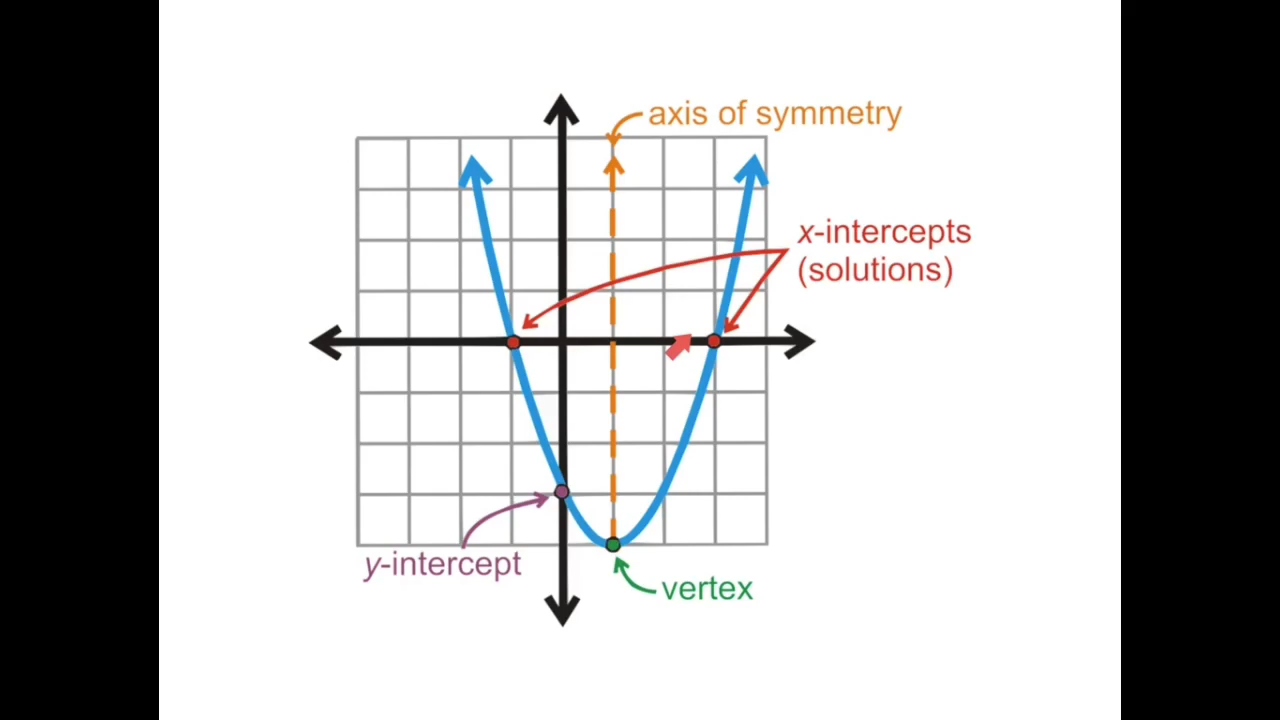 axis of symmetry
x-intercepts
(solutions)
y-intercept
vertex